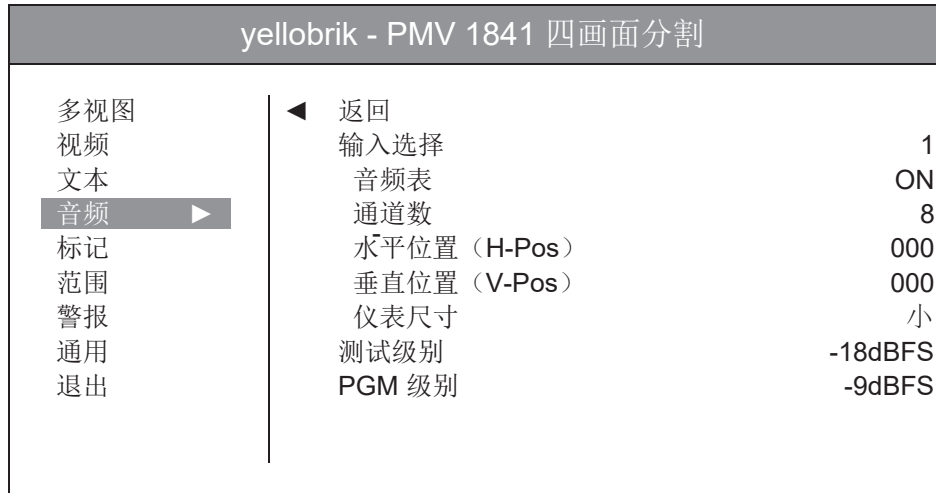 yellobrik - PMV 1841 四画面分割
多视图
视频
文本
音频 ►
标记
范围
警报
通用
退出
◄ 返回
输入选择 1
音频表 ON
通道数 8
水平位置（H-Pos） 000
垂直位置（V-Pos） 000
仪表尺寸 小
测试级别 -18dBFS
PGM 级别 -9dBFS